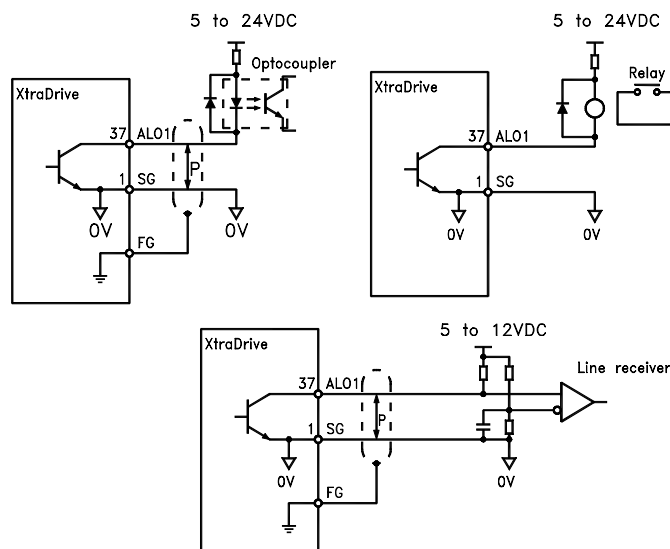 5 to 24VDC
Optocoupler
XtraDrive
37 ALO1
P
1 SG
0V 0V
FG
5 to 24VDC
Relay
XtraDrive
37 ALO1
1 SG
0V 0V
5 to 12VDC
XtraDrive
Line receiver
37 ALO1
P
1 SG
0V 0V
FG